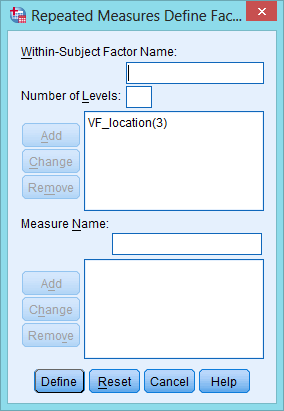 Repeated Measures Define Fac...
Within-Subject Factor Name:
Number of Levels:
VF_location(3)
Add
Change
Remove
Measure Name:
Add
Change
Remove
Define Reset Cancel Help